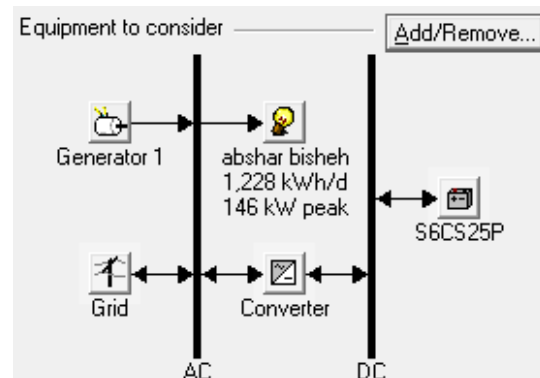 Equipment to consider
Add/Remove...
Generator 1
abshar bisheh
1,228 kWh/d
146 kW peak
S6CS25P
Grid
Converter
AC
DC